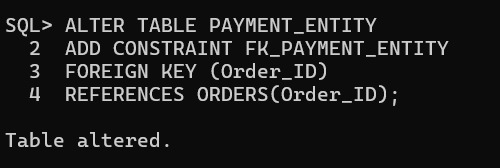 SQL> ALTER TABLE PAYMENT_ENTITY
  2  ADD CONSTRAINT FK_PAYMENT_ENTITY
  3  FOREIGN KEY (Order_ID)
  4  REFERENCES ORDERS(Order_ID);
Table altered.